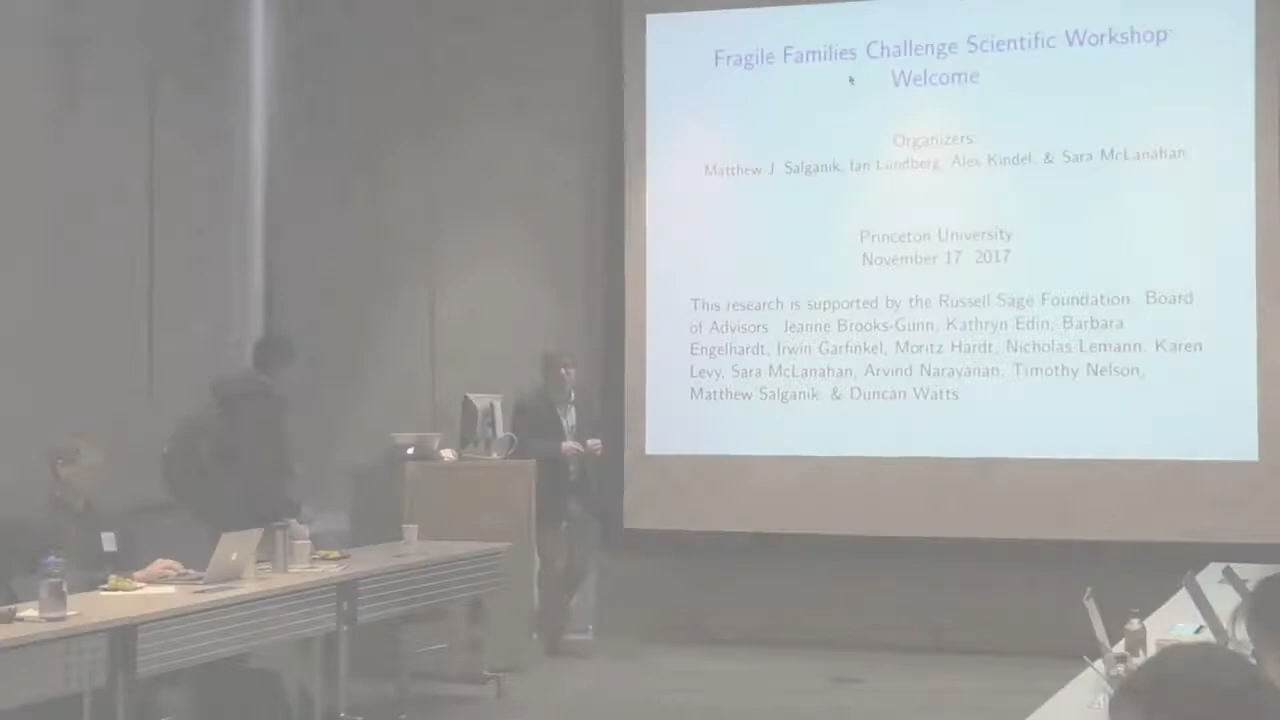 Fragile Families Challenge Scientific Workshop:
Welcome
Organizers:
Matthew J. Salganik, Ian Lundberg, Alex Kindel, & Sara McLanahan
Princeton University
November 17, 2017
This research is supported by the Russell Sage Foundation. Board
of Advisors: Jeanne Brooks-Gunn, Kathryn Edin, Barbara
Engelhardt, Irwin Garfinkel, Moritz Hardt, Nicholas Lemann, Karen
Levy, Sara McLanahan, Arvind Narayanan, Timothy Nelson,
Matthew Salganik, & Duncan Watts